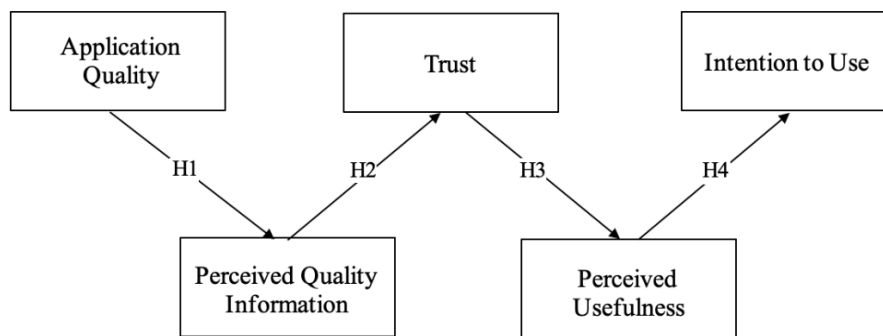 Application
Quality
Trust
Intention to Use
H1
H2
H3
H4
Perceived Quality
Information
Perceived
Usefulness